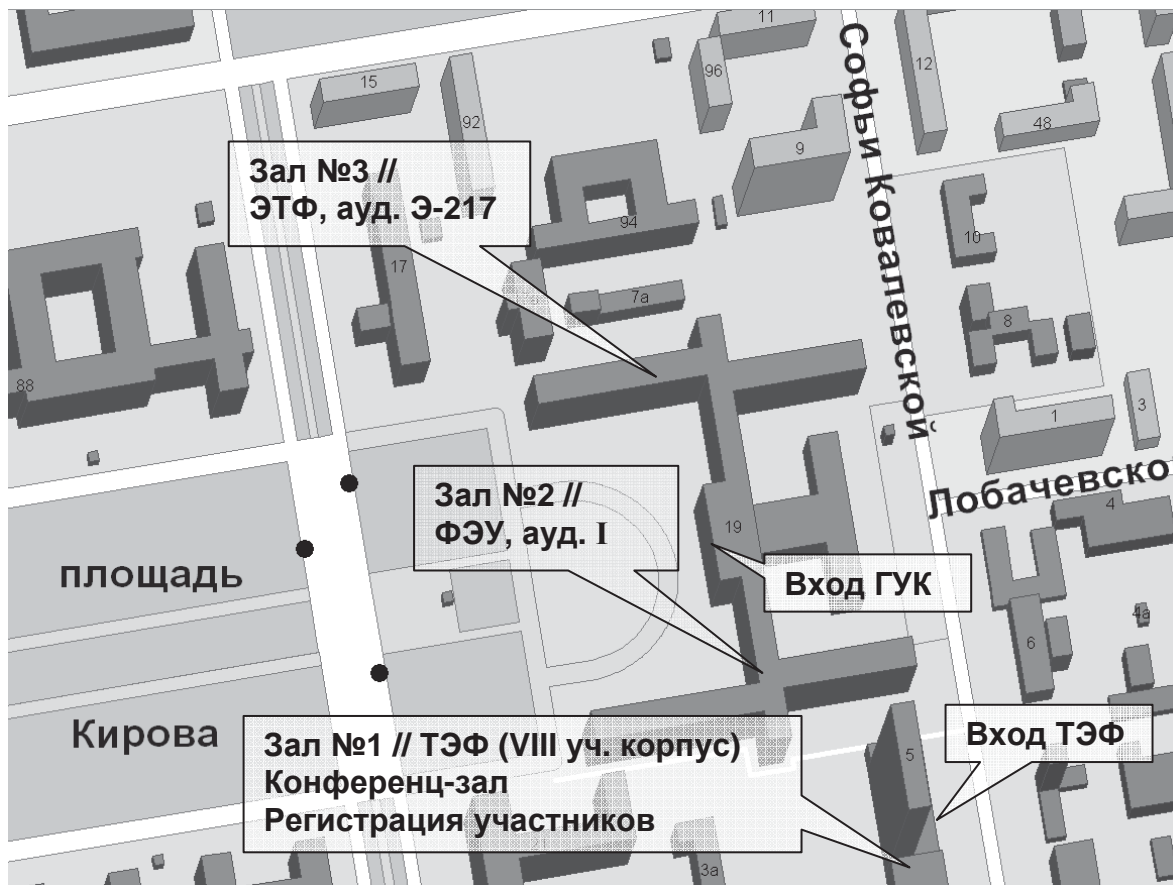 11
15
96
12
Софьи Ковалевской
92
48
9
Зал №3 //
ЭТФ, ауд. Э-217
94
10
17
7а
8
88
1
3
Зал №2 //
ФЭУ, ауд. I
19
Лобачевско
4
площадь
Вход ГУК
4а
6
Кирова
Зал №1 // ТЭФ (VIII уч. корпус)
Конференц-зал
Регистрация участников
5
Вход ТЭФ
3а